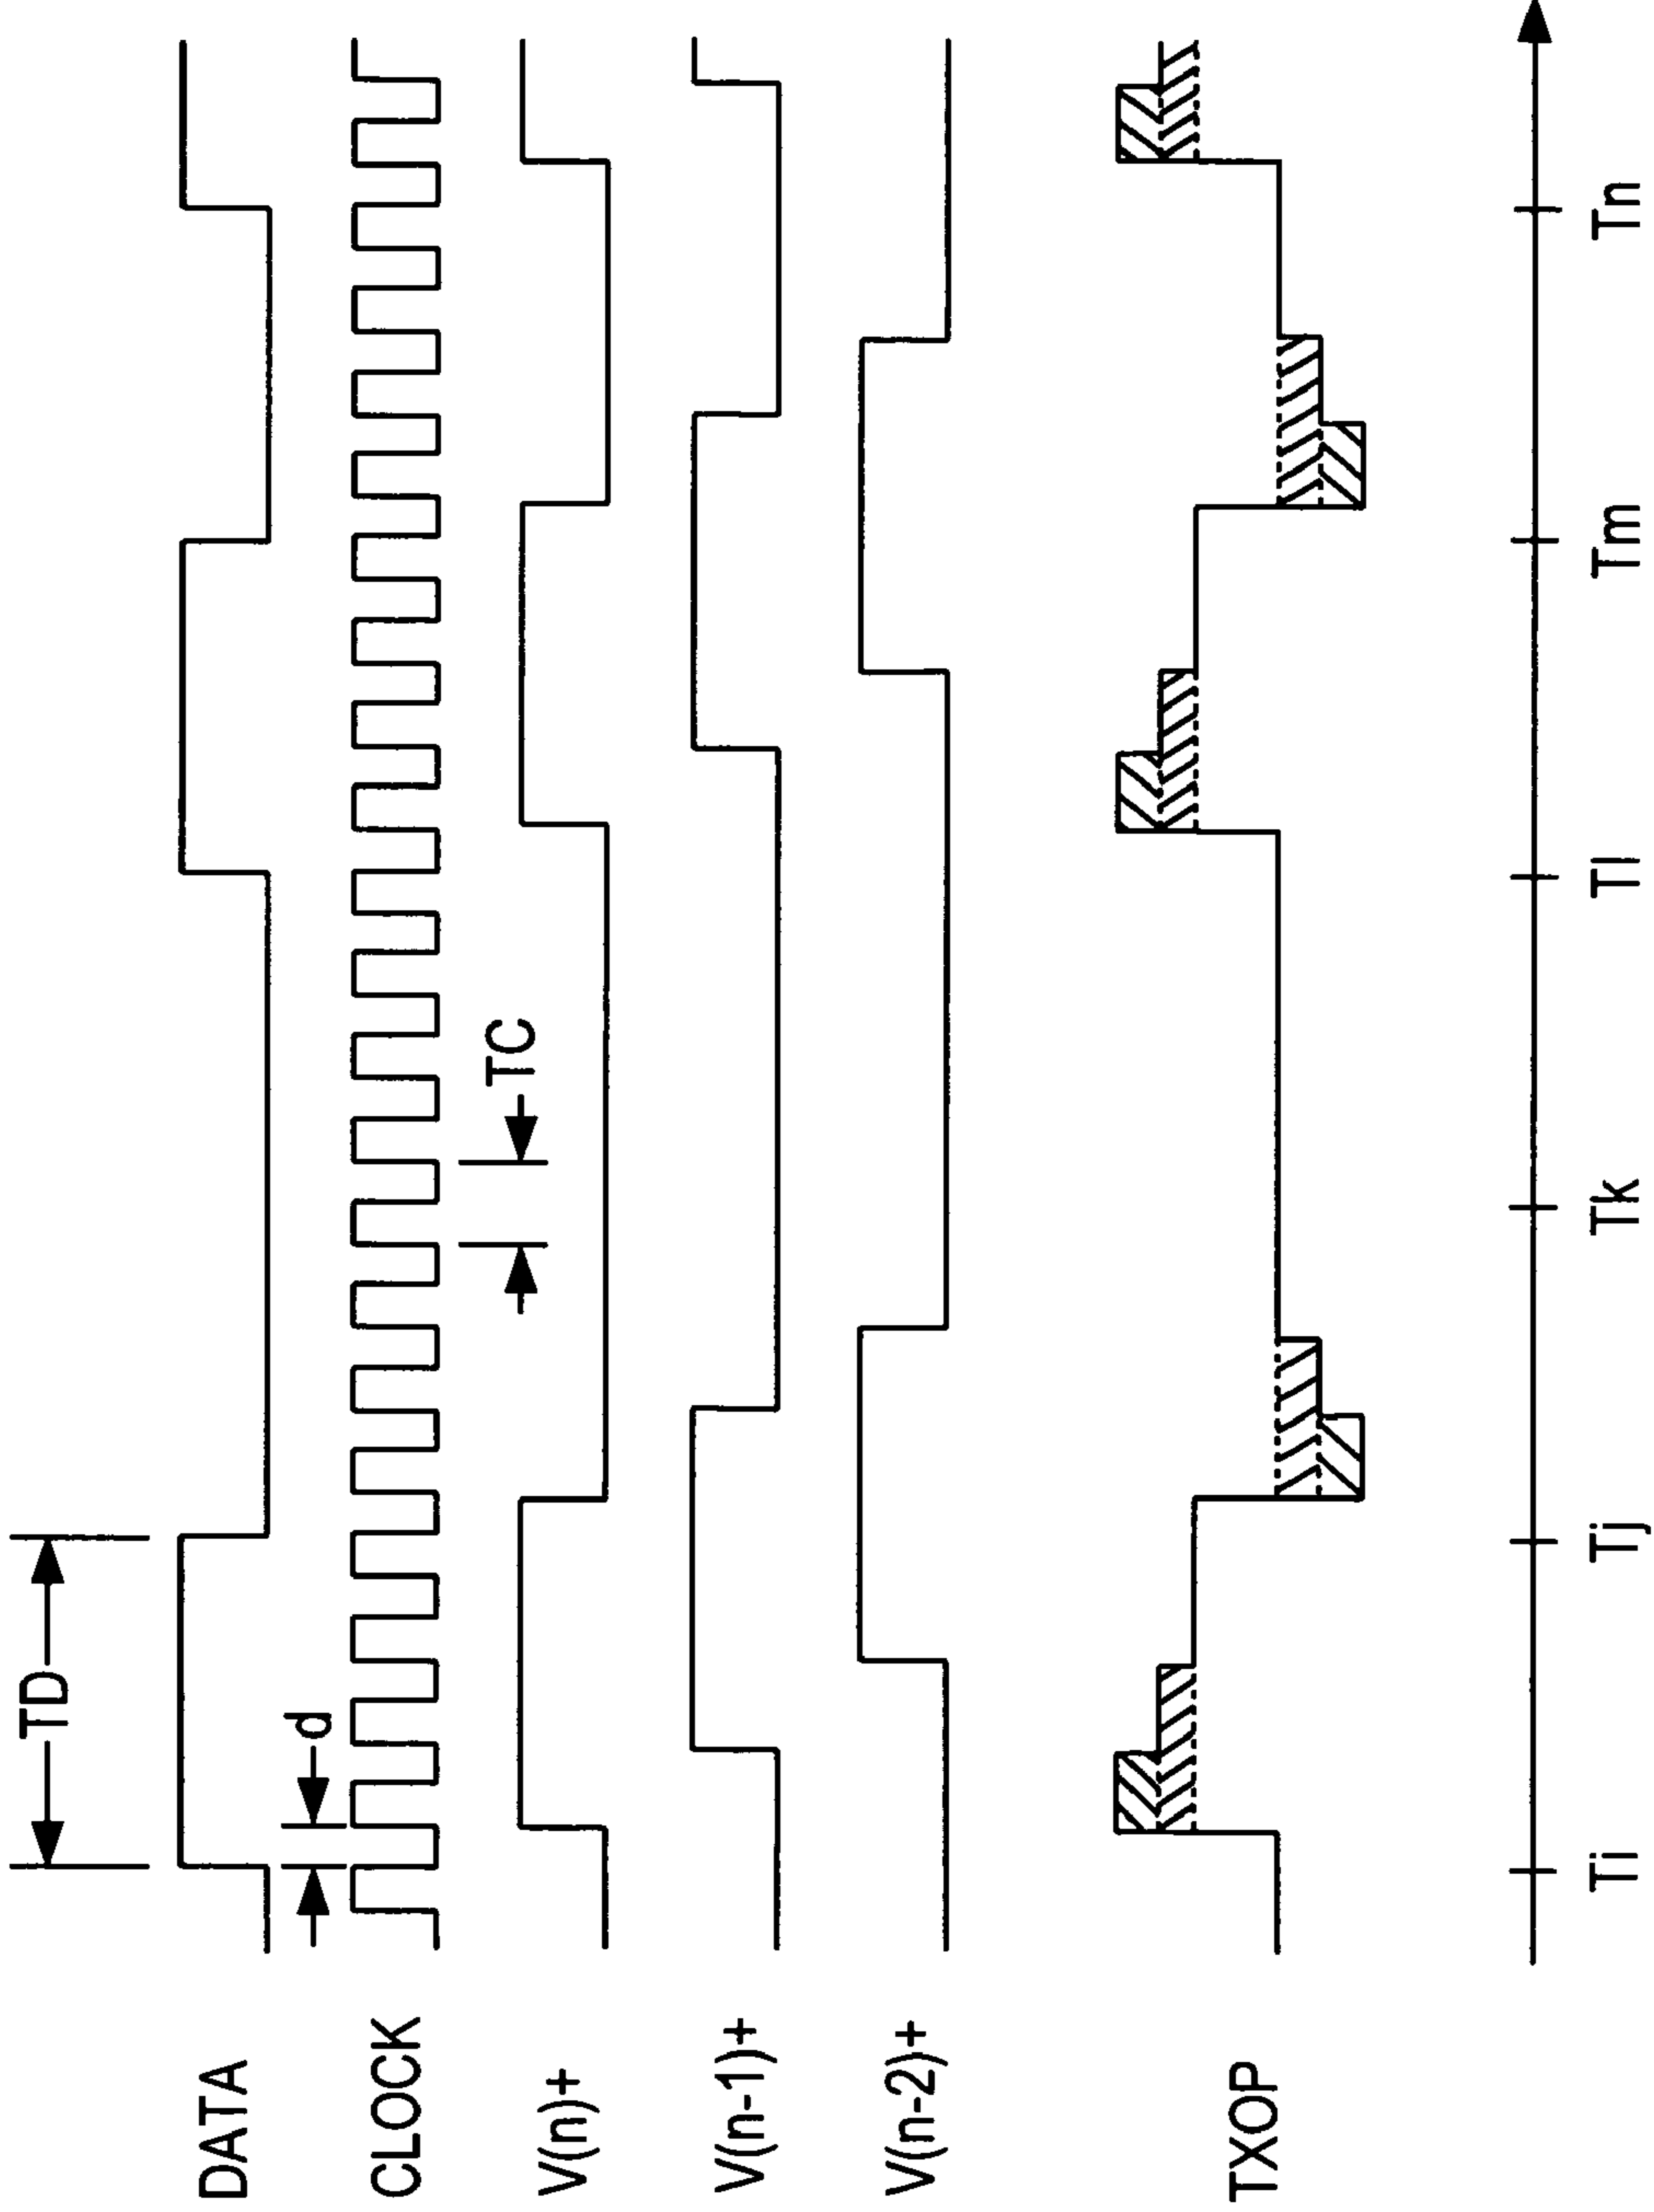 TD
DATA
d
CLOCK
TC
V(n)+
V(n-1)+
V(n-2)+
TXOP
Ti Tj Tk Tl Tm Tn